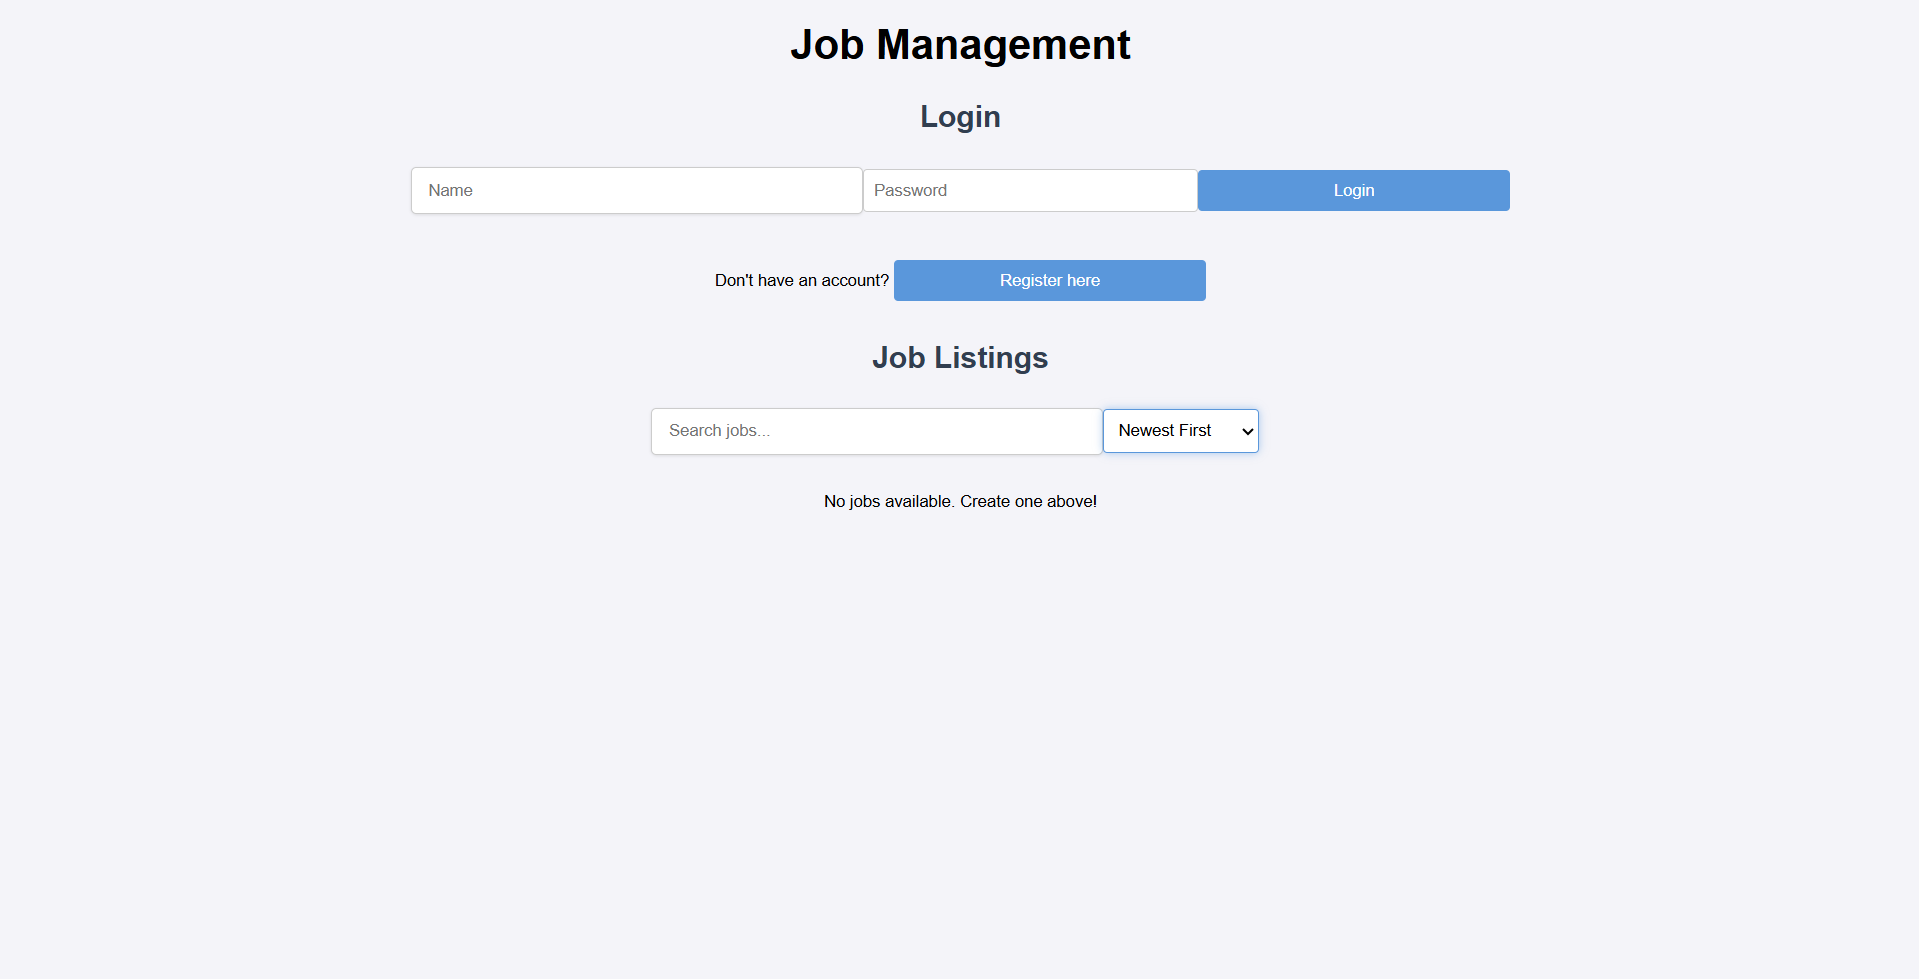 Job Management
Login
Name Password Login
Don't have an account? Register here
Job Listings
Search jobs... Newest First
No jobs available. Create one above!